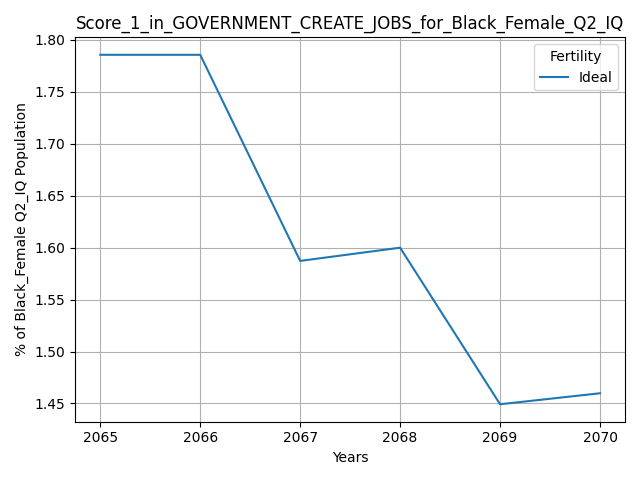 Score_1_in_GOVERNMENT_CREATE_JOBS_for_Black_Female_Q2_IQ
Fertility
Ideal
% of Black_Female Q2_IQ Population
1.80
1.75
1.70
1.65
1.60
1.55
1.50
1.45
2065 2066 2067 2068 2069 2070
Years